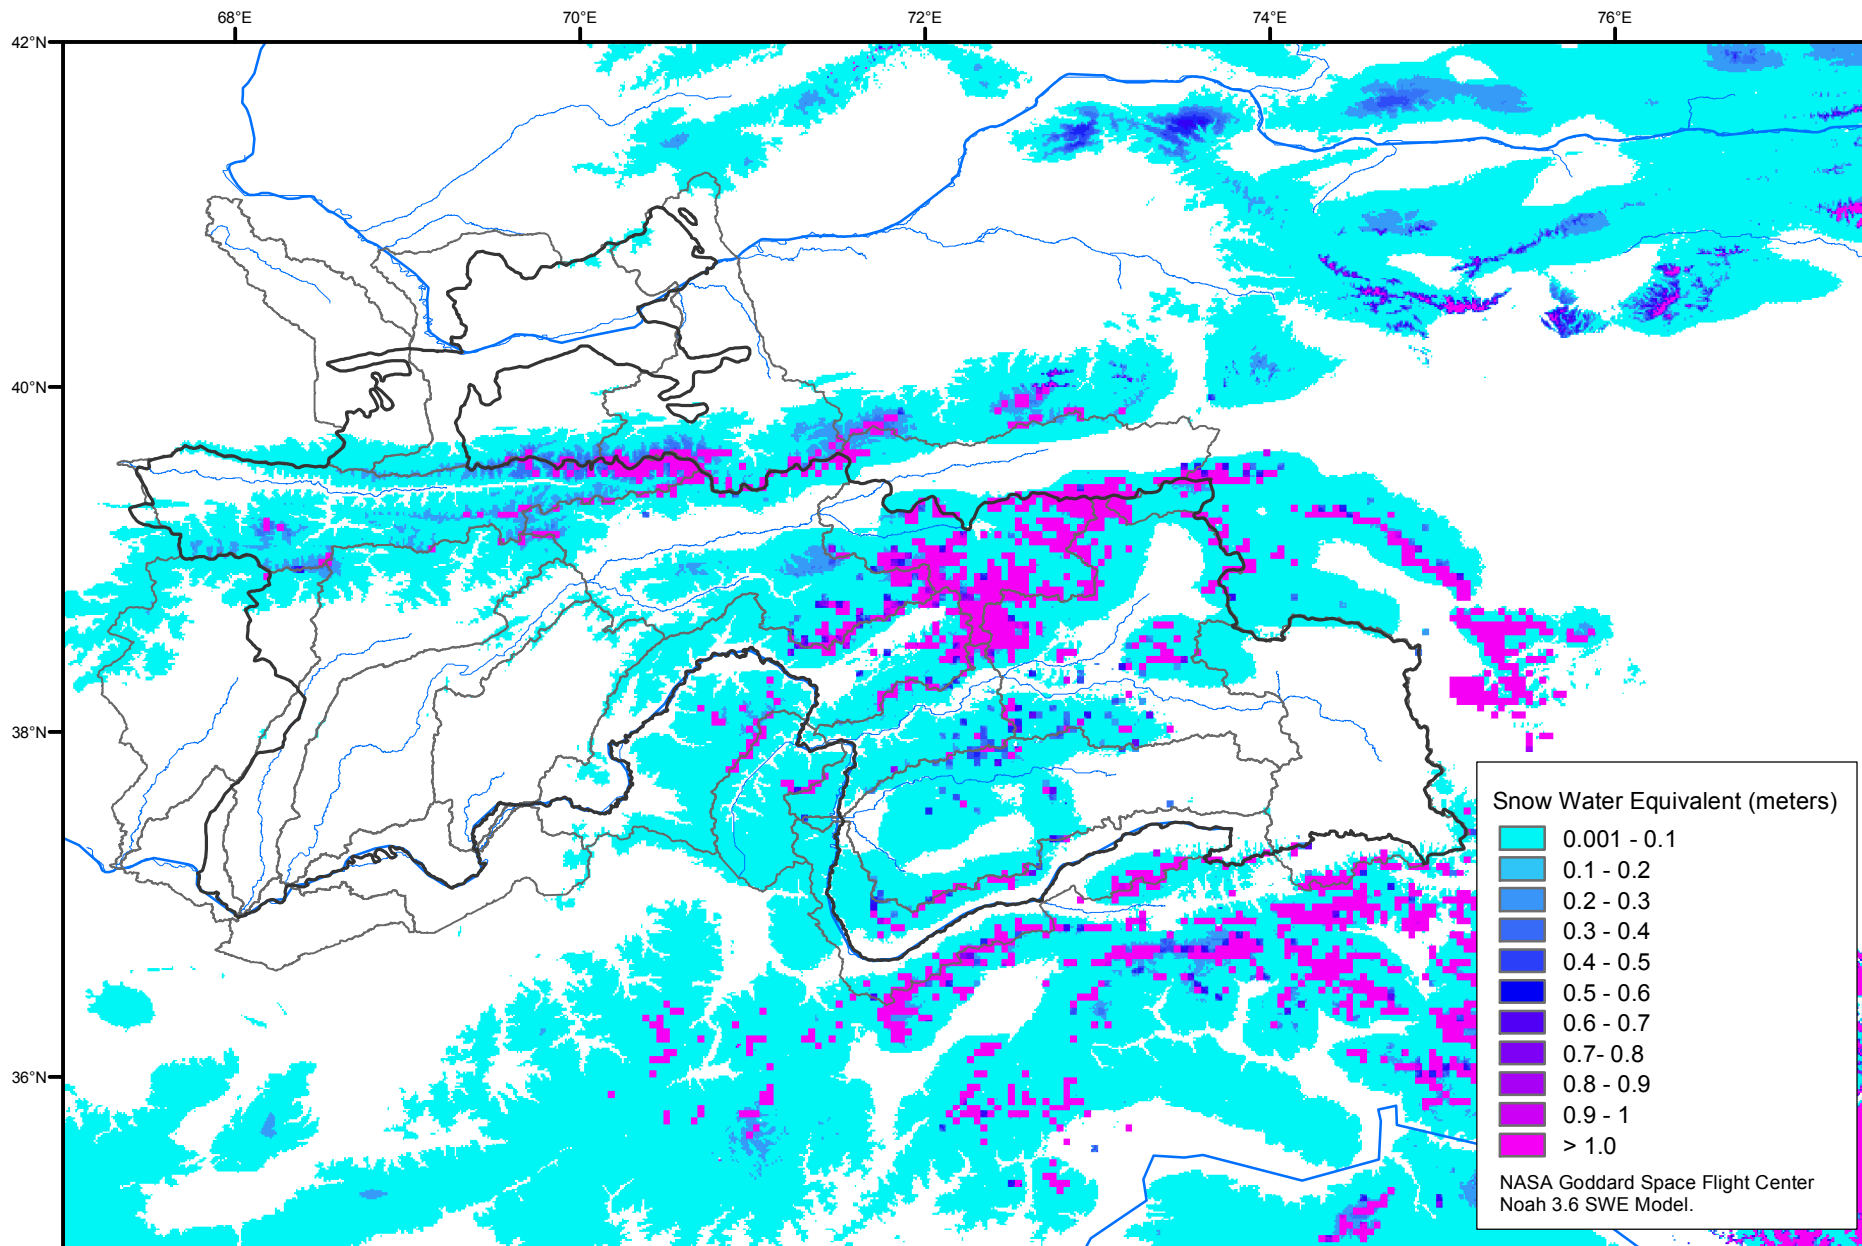 68°E
70°E
72°E
74°E
76°E
42°N
40°N
38°N
36°N
Snow Water Equivalent (meters)
0.001 - 0.1
0.1 - 0.2
0.2 - 0.3
0.3 - 0.4
0.4 - 0.5
0.5 - 0.6
0.6 - 0.7
0.7- 0.8
0.8 - 0.9
0.9 - 1
> 1.0
NASA Goddard Space Flight Center
Noah 3.6 SWE Model.